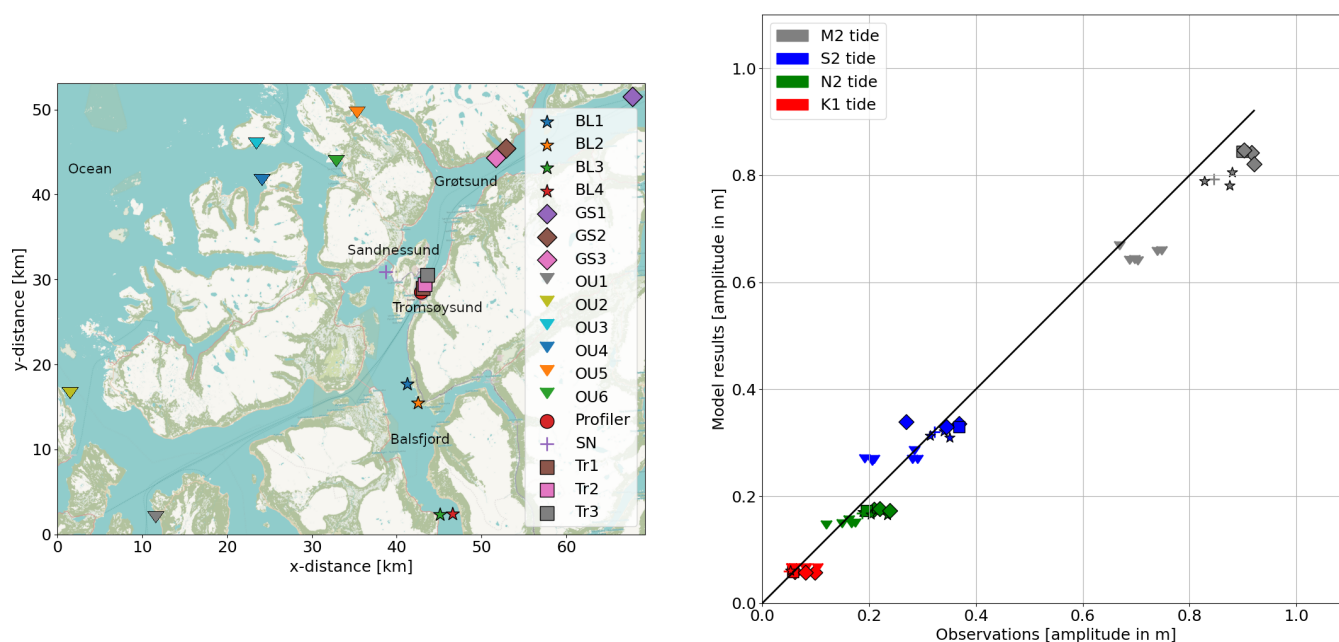 50
40
30
20
10
0
y-distance [km]
0
10
20
30
40
50
60
x-distance [km]
Ocean
Grøtsund
Sandnessund
Tromsøysund
Balsfjord
BL1
BL2
BL3
BL4
GS1
GS2
GS3
OU1
OU2
OU3
OU4
OU5
OU6
Profiler
SN
Tr1
Tr2
Tr3
M2 tide
S2 tide
N2 tide
K1 tide
1.0
0.8
0.6
0.4
0.2
0.0
Model results [amplitude in m]
0.0
0.2
0.4
0.6
0.8
1.0
Observations [amplitude in m]